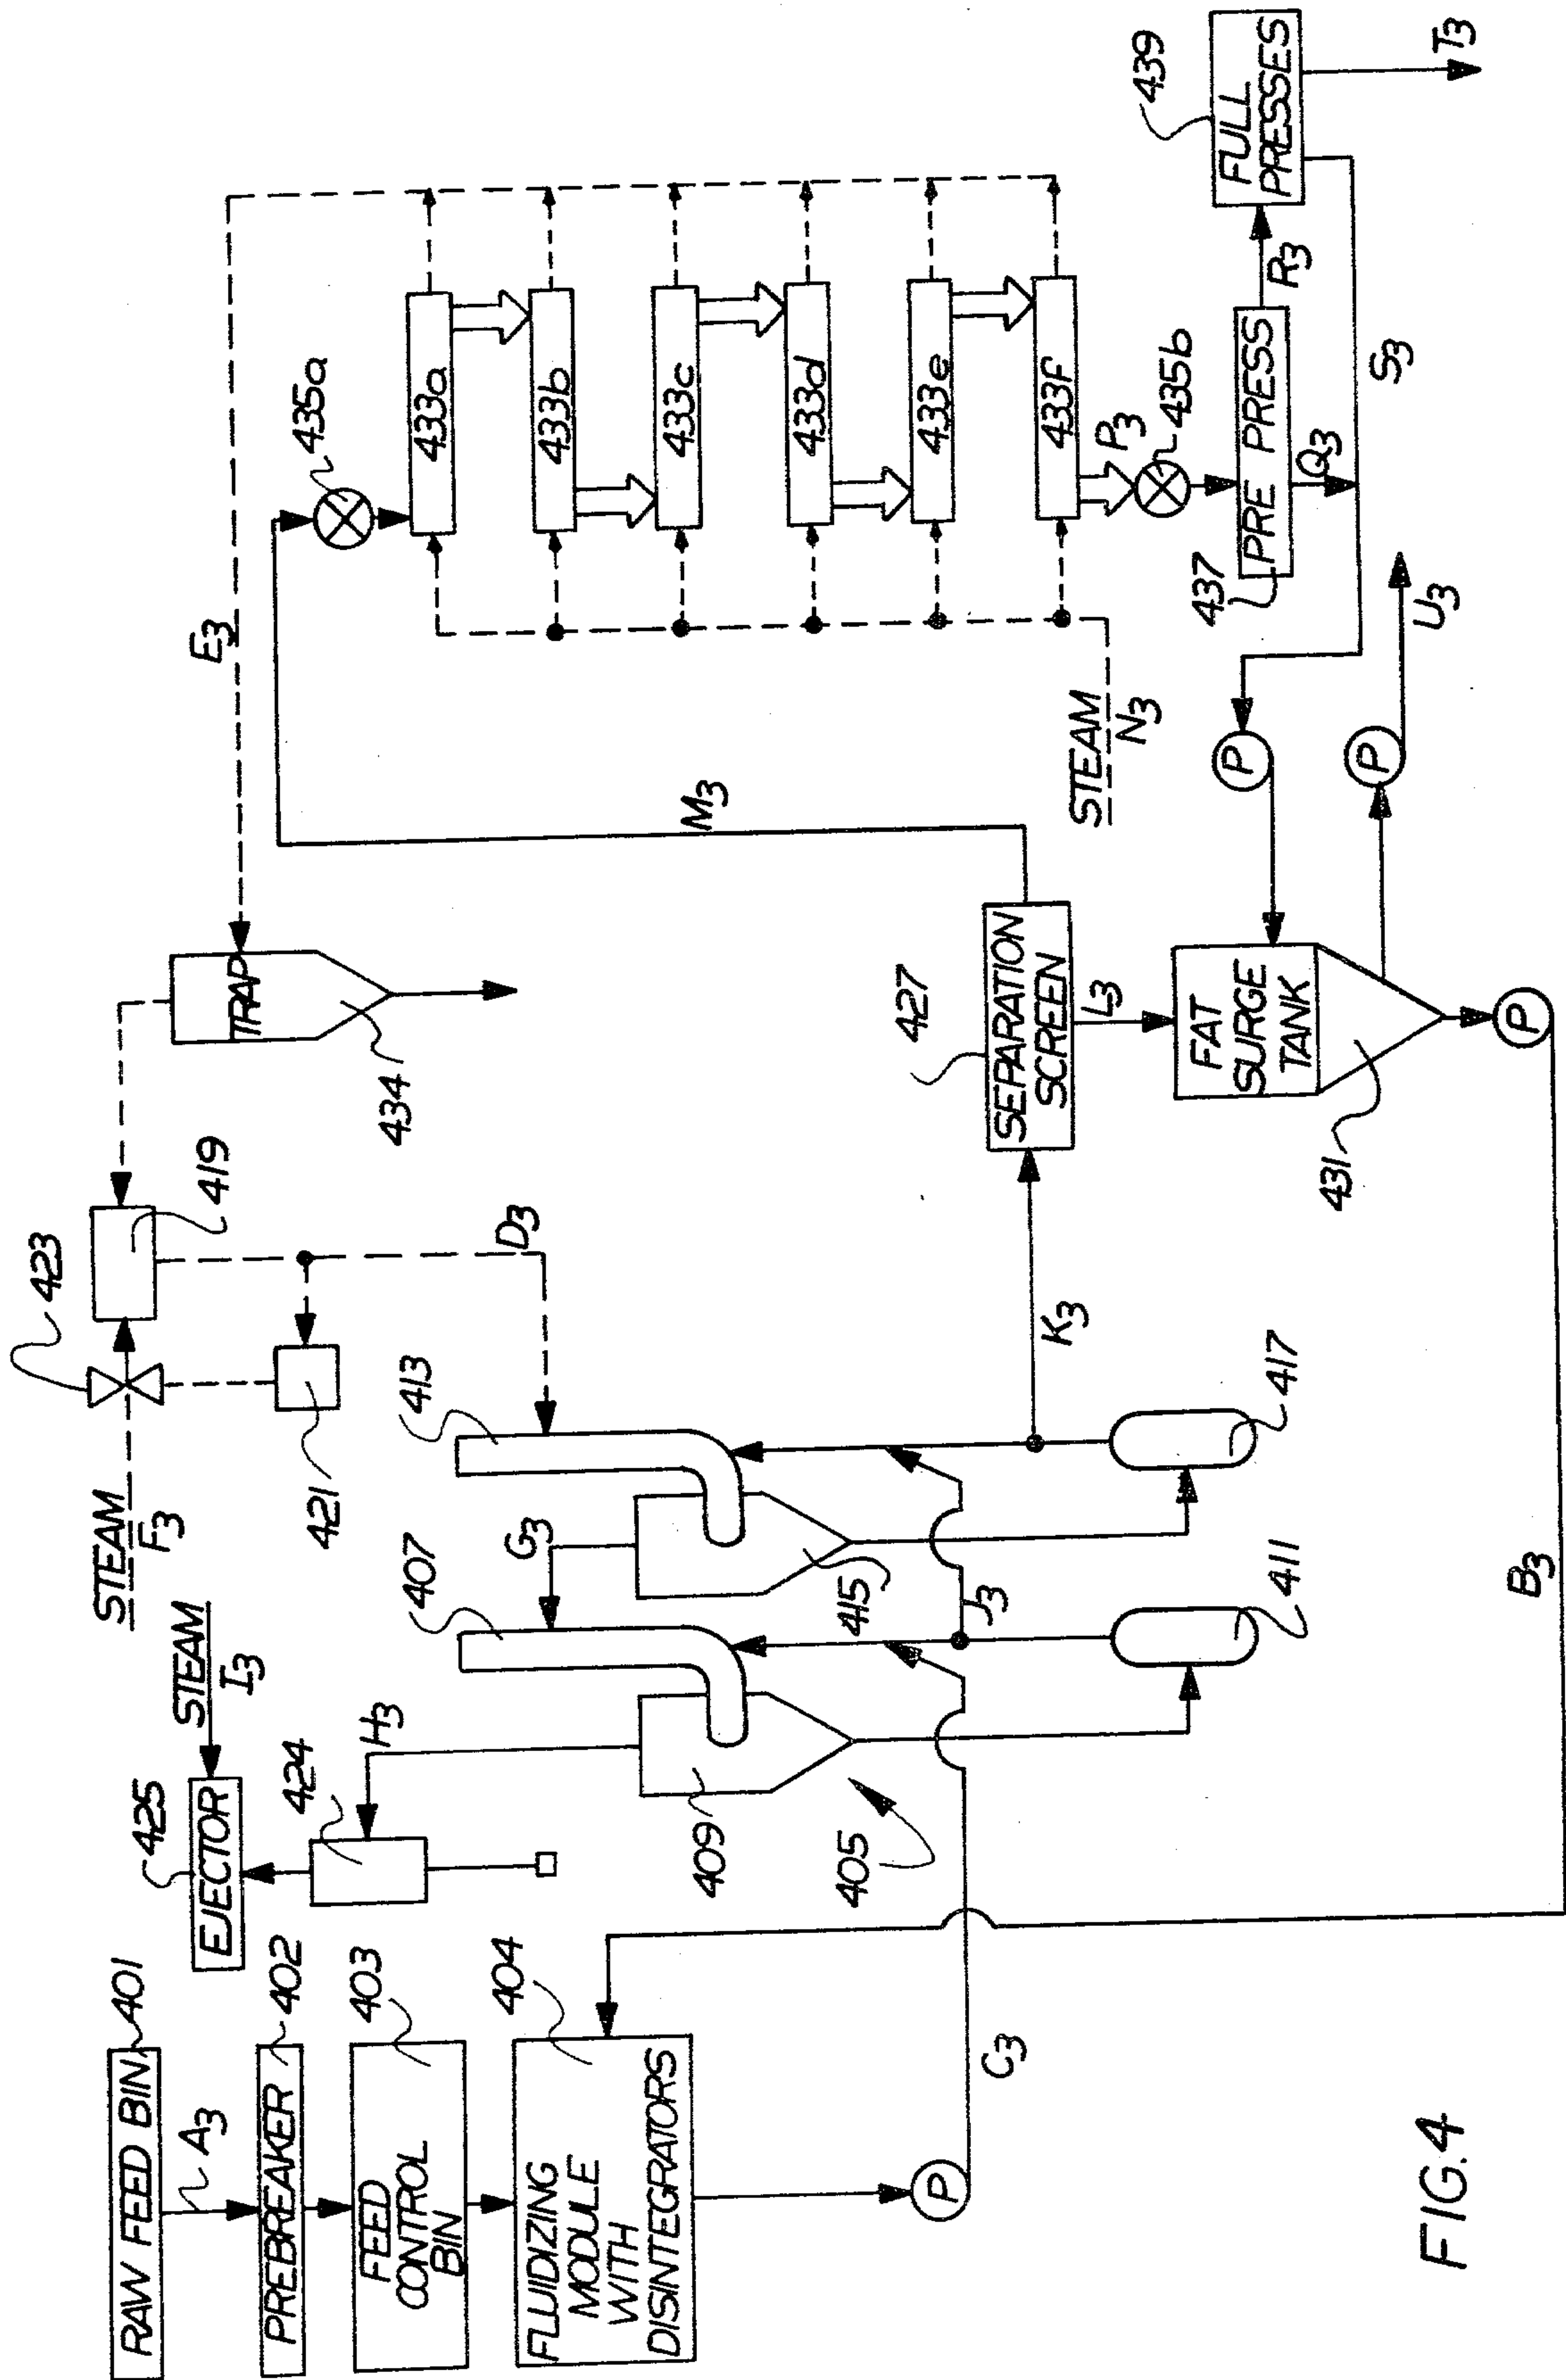 RAW FEED BIN
401
A3
PREBREAKER
402
FEED
CONTROL
BIN
403
FLUIDIZING
MODULE
WITH
DISINTEGRATORS
404
P
C3
EJECTOR
425
STEAM
I3
424
H3
409
405
407
G3
411
J3
413
415
417
K3
STEAM
F3
423
419
421
D3
TRAP
434
E3
SEPARATION
SCREEN
427
L3
M3
FAT
SURGE
TANK
431
P
B3
P
P
U3
STEAM
N3
435a
433a
433b
433c
433d
433e
433f
P3
435b
PRE PRESS
437
Q3
R3
S3
FULL
PRESSES
439
T3
FIG.4